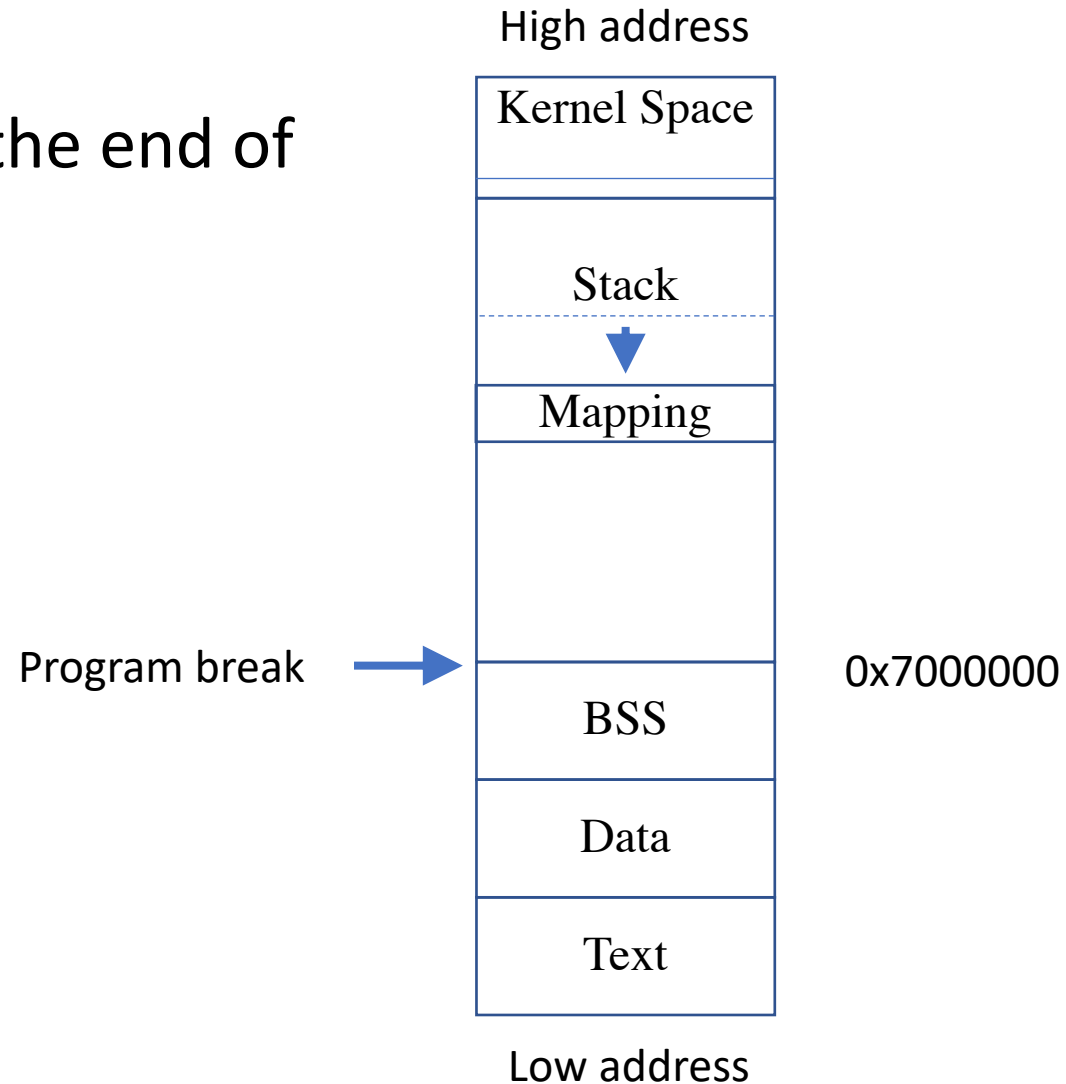 High address
Kernel Space
the end of
Stack
Mapping
Program break
0x7000000
BSS
Data
Text
Low address